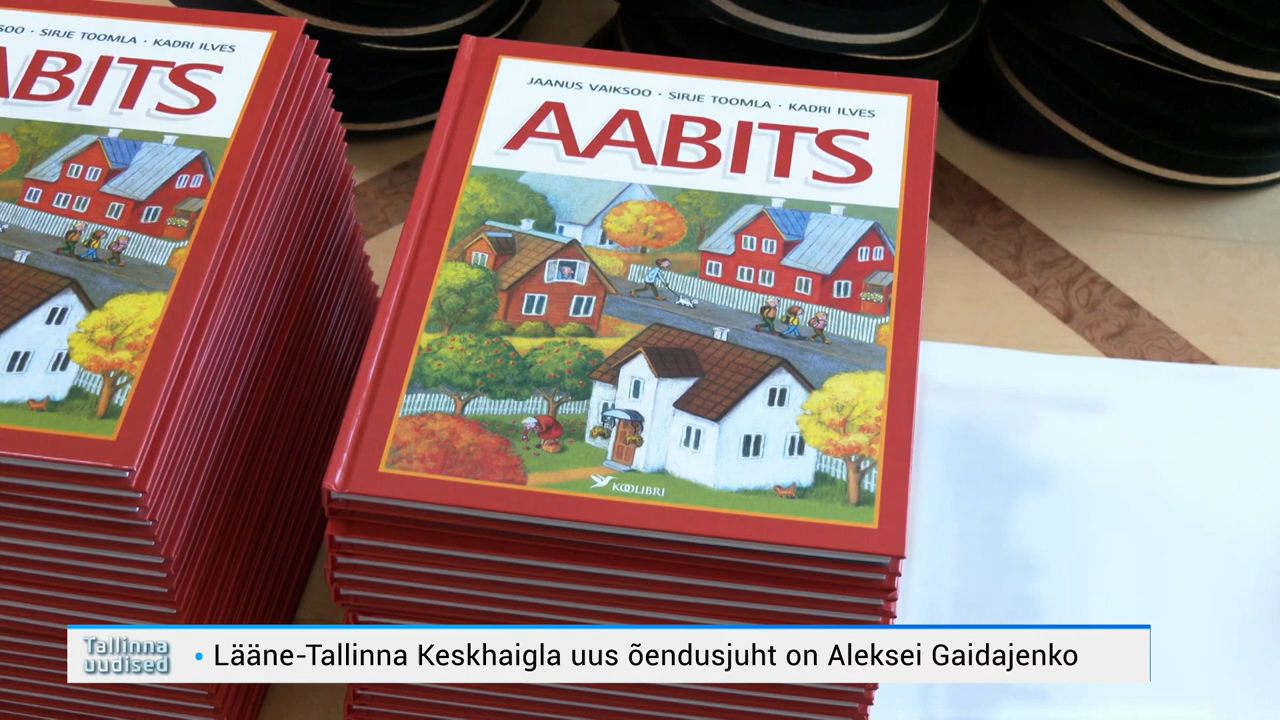 SOO · SIRJE TOOMLA · KADRI ILVES
ABITS
JAANUS VAIKSOO · SIRJE TOOMLA · KADRI ILVES
AABITS
KOOLIBRI
Tallinna
uudised
• Lääne-Tallinna Keskhaigla uus õendusjuht on Aleksei Gaidajenko